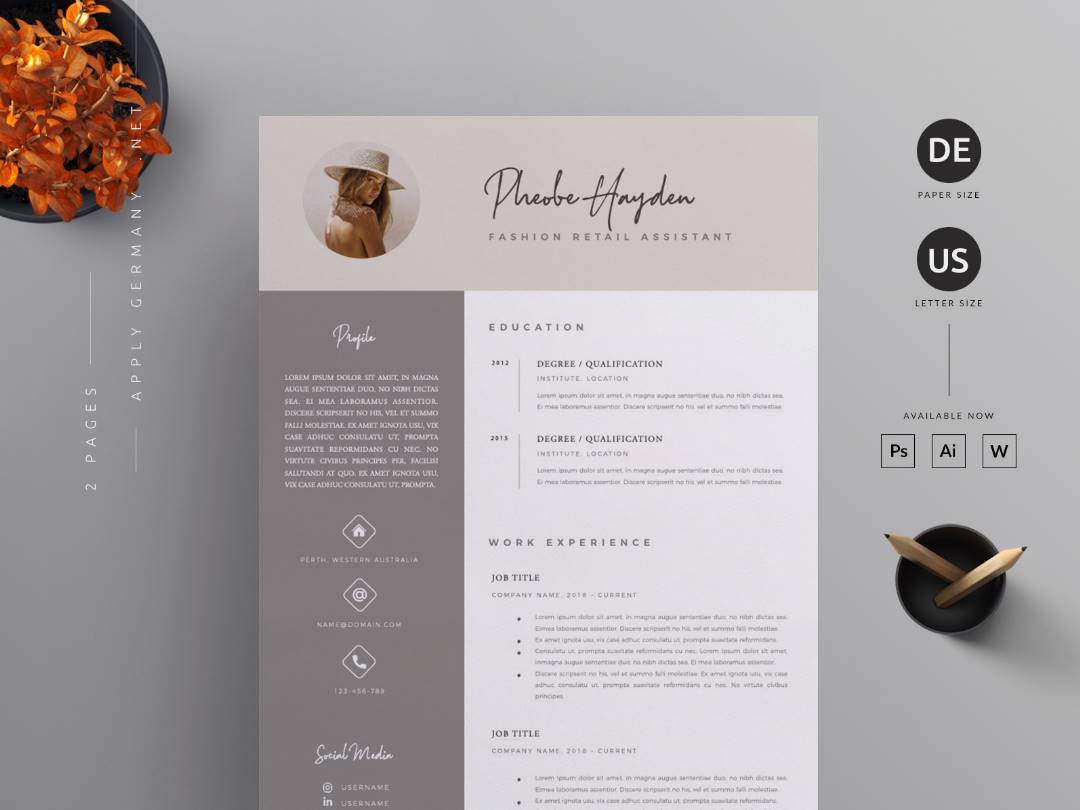 APPLY GERMANY .NET
2 PAGES
Pheobe Hayden
FASHION RETAIL ASSISTANT
Profile
LOREM IPSUM DOLOR SIT AMET, IN MAGNA
AUGUE SENTENTIAE DUO, NO NIBH DICTAS
SEA. EI MEA LABORAMUS ASSENTIOR.
DISCERE SCRIPSERIT NO HIS, VEL ET SUMMO
FALLI MOLESTIAE. EX AMET IGNOTA USU, VIX
CASE ADHUC CONSULATU UT, PROMPTA
SUAVITATE REFORMIDANS CU NEC. NO
VIRTUTE CIVIBUS PRINCIPES PER, FACILISI
SALUTANDI AT QUO. EX AMET IGNOTA USU,
VIX CASE ADHUC CONSULATU UT, PROMPTA.
PERTH, WESTERN AUSTRALIA
@
NAME@DOMAIN.COM
123-456-789
Social Media
USERNAME
in USERNAME
EDUCATION
2012
DEGREE / QUALIFICATION
INSTITUTE, LOCATION
Lorem ipsum dolor sit amet, in magna augue sententiae duo, no nibh dictas sea.
Ei mea laboramus assentior. Discere scripserit no his, vel et summo falli molestiae.
2015
DEGREE / QUALIFICATION
INSTITUTE, LOCATION
Lorem ipsum dolor sit amet, in magna augue sententiae duo, no nibh dictas sea.
Ei mea laboramus assentior. Discere scripserit no his, vel et summo falli molestiae.
WORK EXPERIENCE
JOB TITLE
COMPANY NAME, 2018 – CURRENT
Lorem ipsum dolor sit amet, in magna augue sententiae duo, no nibh dictas sea.
Eimea laboramus assentior. Discere scripserit no his, vel et summo falli molestiae.
Ex amet ignota usu, vix case adhuc consulatu ut, prompta suavitate reformidans.
Consulatu ut, prompta suavitate reformidans cu nec. Lorem ipsum dolor sit amet,
inmagna augue sententiae duo, no nibh dictas sea. Ei mea laboramus assentior.
Discere scripserit no his, vel et summo falli molestiae. Ex amet ignota usu, vix case
adhuc consulatu ut, prompta suavitate reformidans cu nec. No virtute civibus
principes.
JOB TITLE
COMPANY NAME, 2018 – CURRENT
Lorem ipsum dolor sit amet, in magna augue sententiae duo, no nibh dictas sea.
Eimea laboramus assentior. Discere scripserit no his, vel et summo falli molestiae.
DE
PAPER SIZE
US
LETTER SIZE
AVAILABLE NOW
Ps Ai W